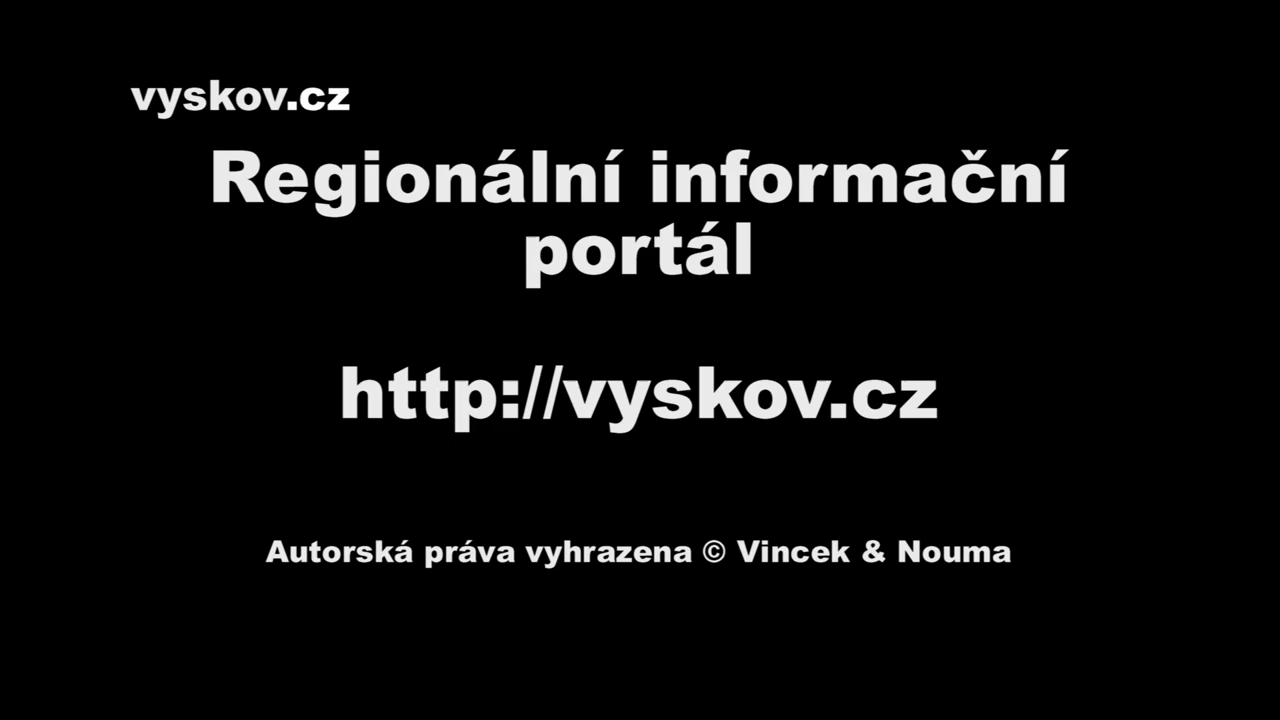 vyskov.cz
Regionální informační
portál
http://vyskov.cz
Autorská práva vyhrazena © Vincek & Nouma